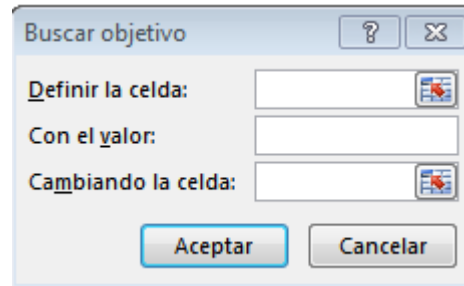 Buscar objetivo
Definir la celda:
Con el valor:
Cambiando la celda:
Aceptar Cancelar